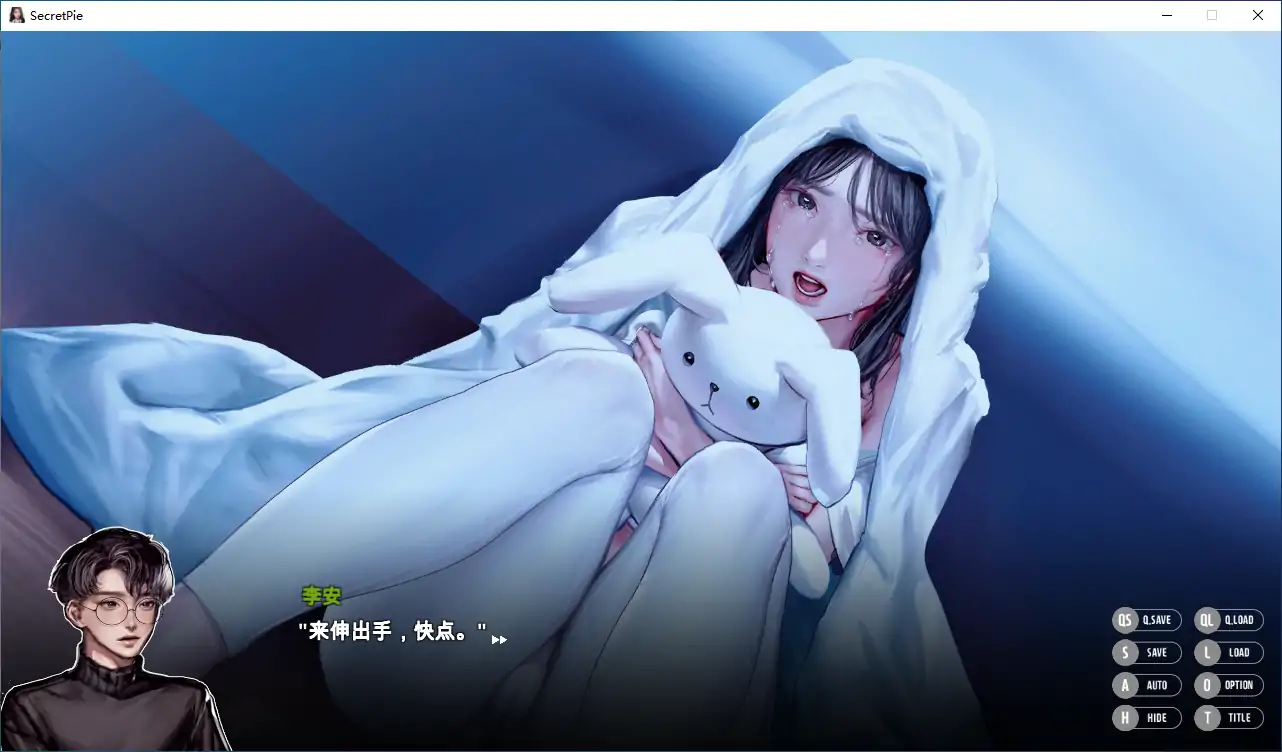 SecretPie
李安
"来伸出手，快点。"
QS Q.SAVE QL Q.LOAD
S SAVE L LOAD
A AUTO O OPTION
H HIDE T TITLE